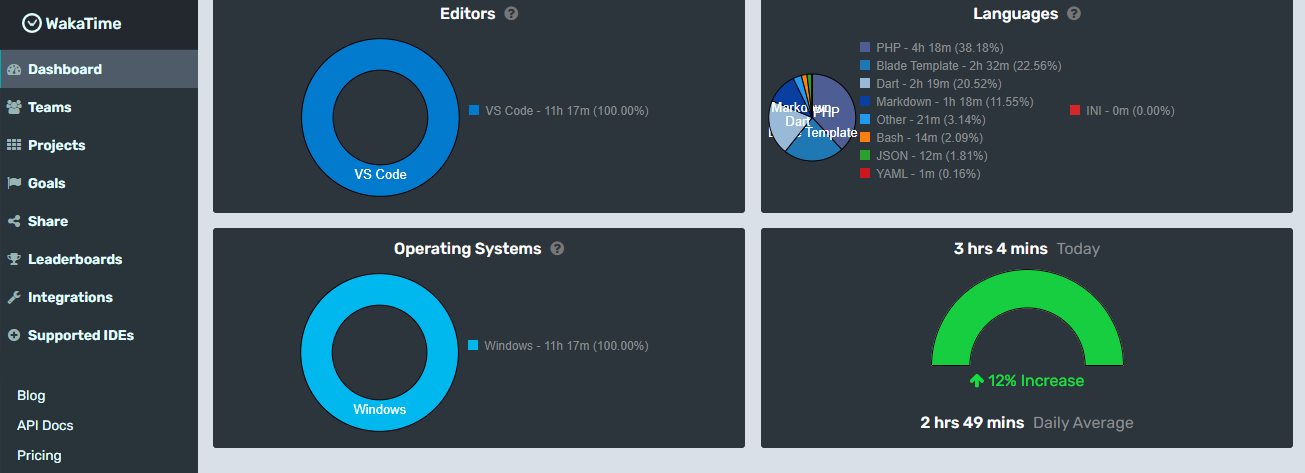 WakaTime
Dashboard
Teams
Projects
Goals
Share
Leaderboards
Integrations
Supported IDEs
Blog
API Docs
Pricing
Editors ?
VS Code
VS Code - 11h 17m (100.00%)
Languages ?
PHP
Dart
Template
PHP - 4h 18m (38.18%)
Blade Template - 2h 32m (22.56%)
Dart - 2h 19m (20.52%)
Markdown - 1h 18m (11.55%)
Other - 21m (3.14%)
Bash - 14m (2.09%)
JSON - 12m (1.81%)
YAML - 1m (0.16%)
INI - 0m (0.00%)
Operating Systems ?
Windows
Windows - 11h 17m (100.00%)
3 hrs 4 mins Today
12% Increase
2 hrs 49 mins Daily Average